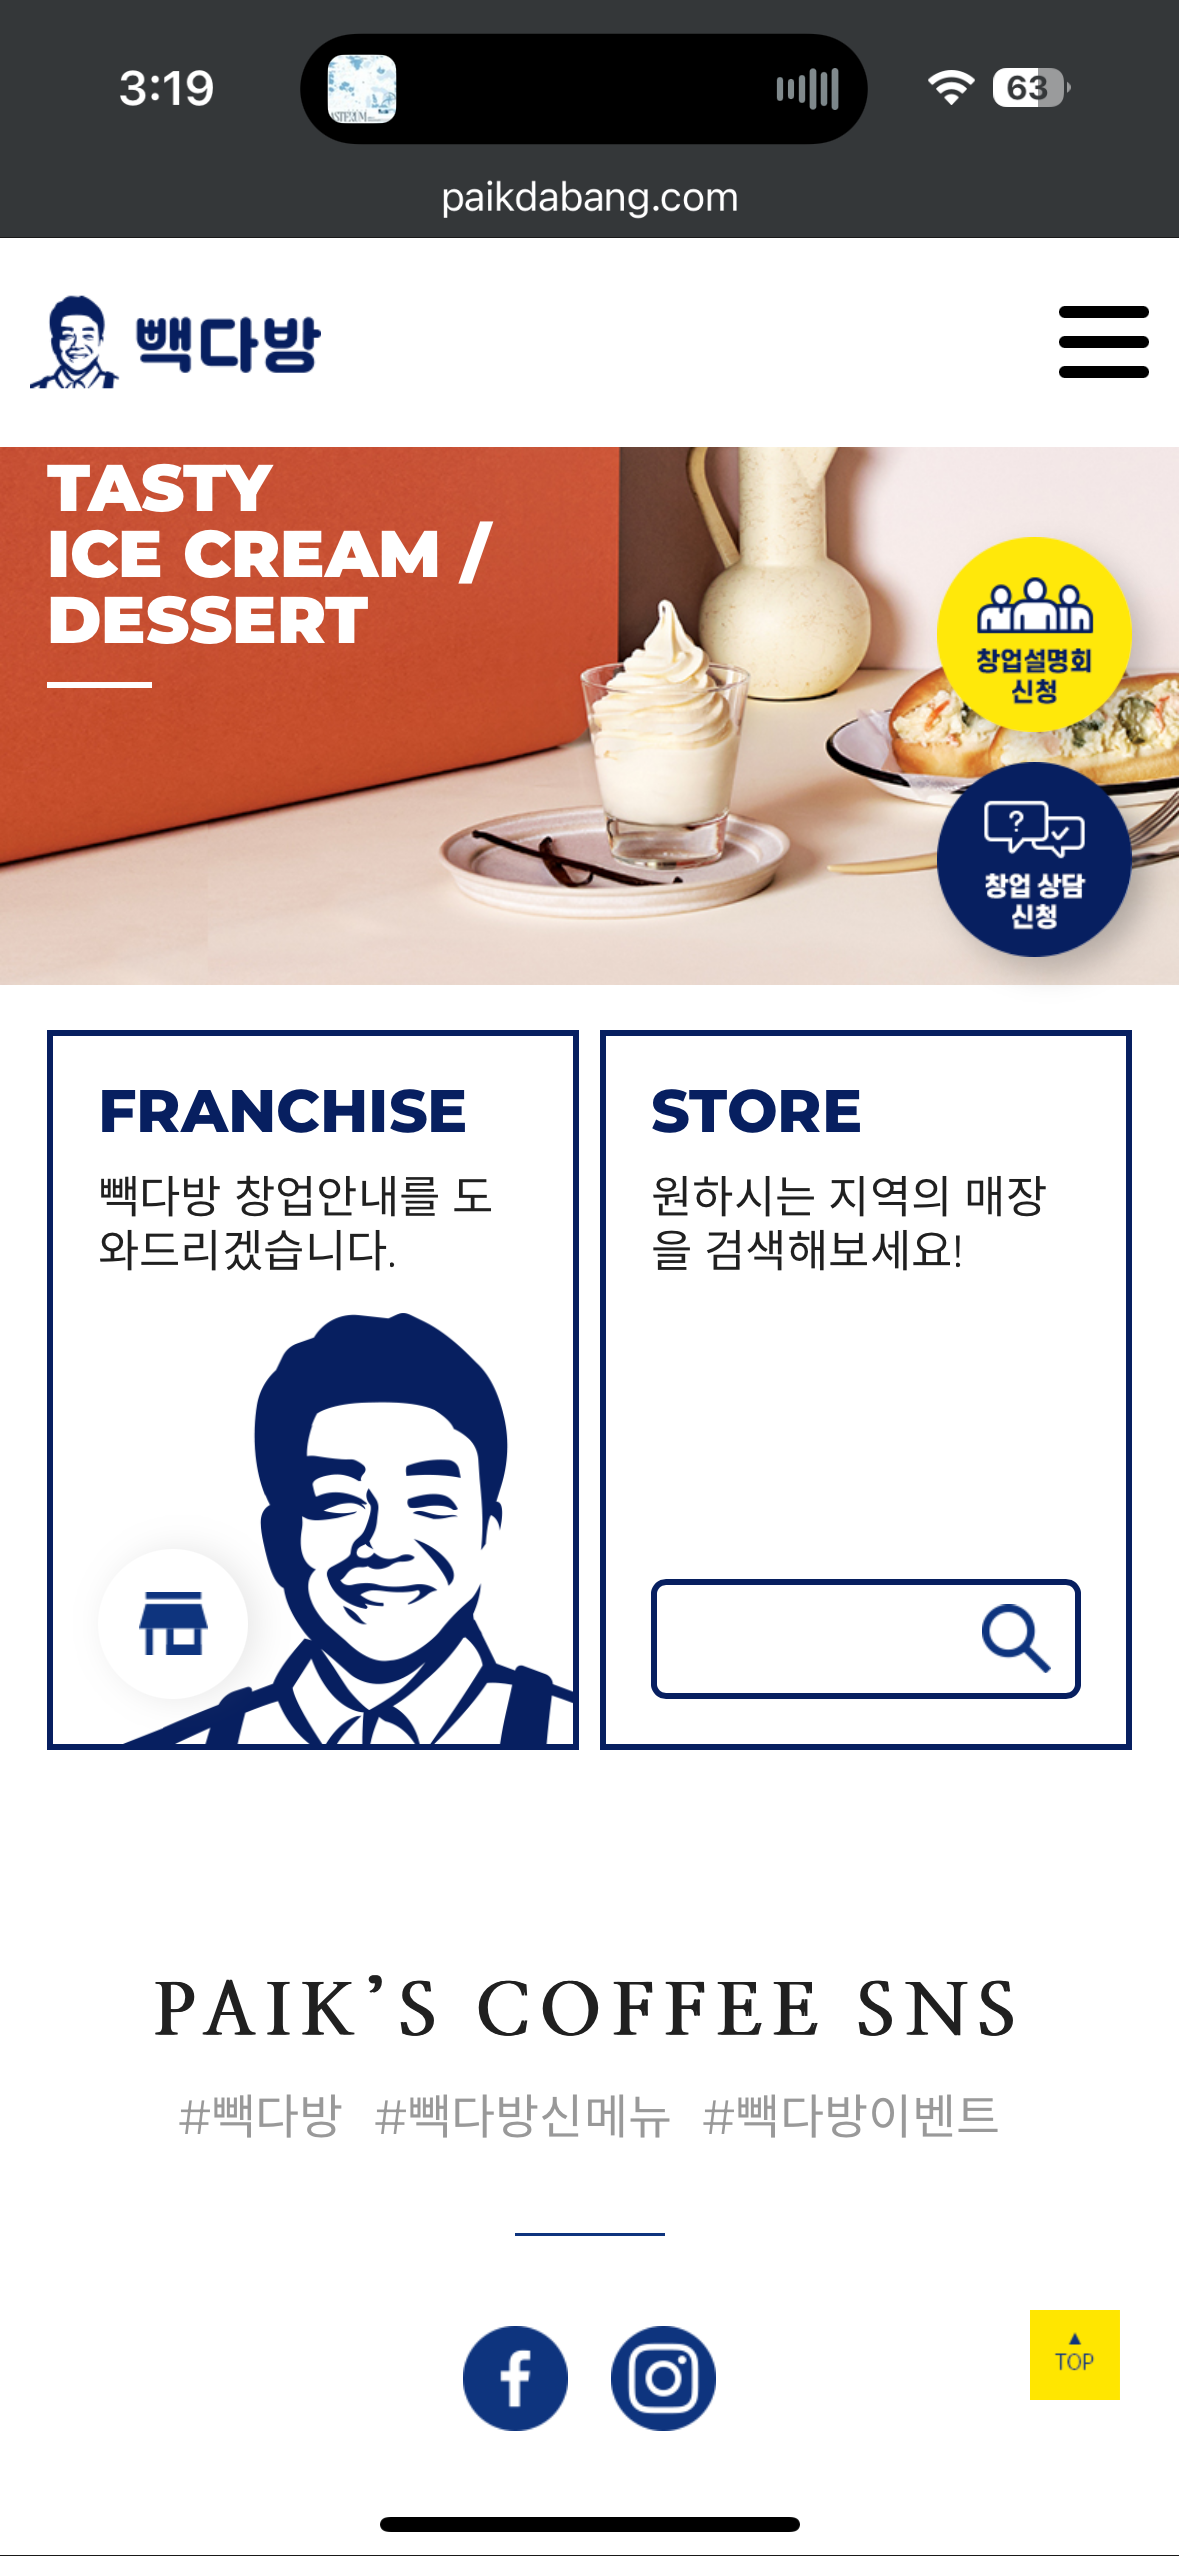 3:19
63
paikdabang.com
빽다방
TASTY
ICE CREAM /
DESSERT
창업설명회
신청
창업 상담
신청
FRANCHISE
빽다방 창업안내를 도
와드리겠습니다.
STORE
원하시는 지역의 매장
을 검색해보세요!
PAIK’S COFFEE SNS
#빽다방 #빽다방신메뉴 #빽다방이벤트
▲
TOP